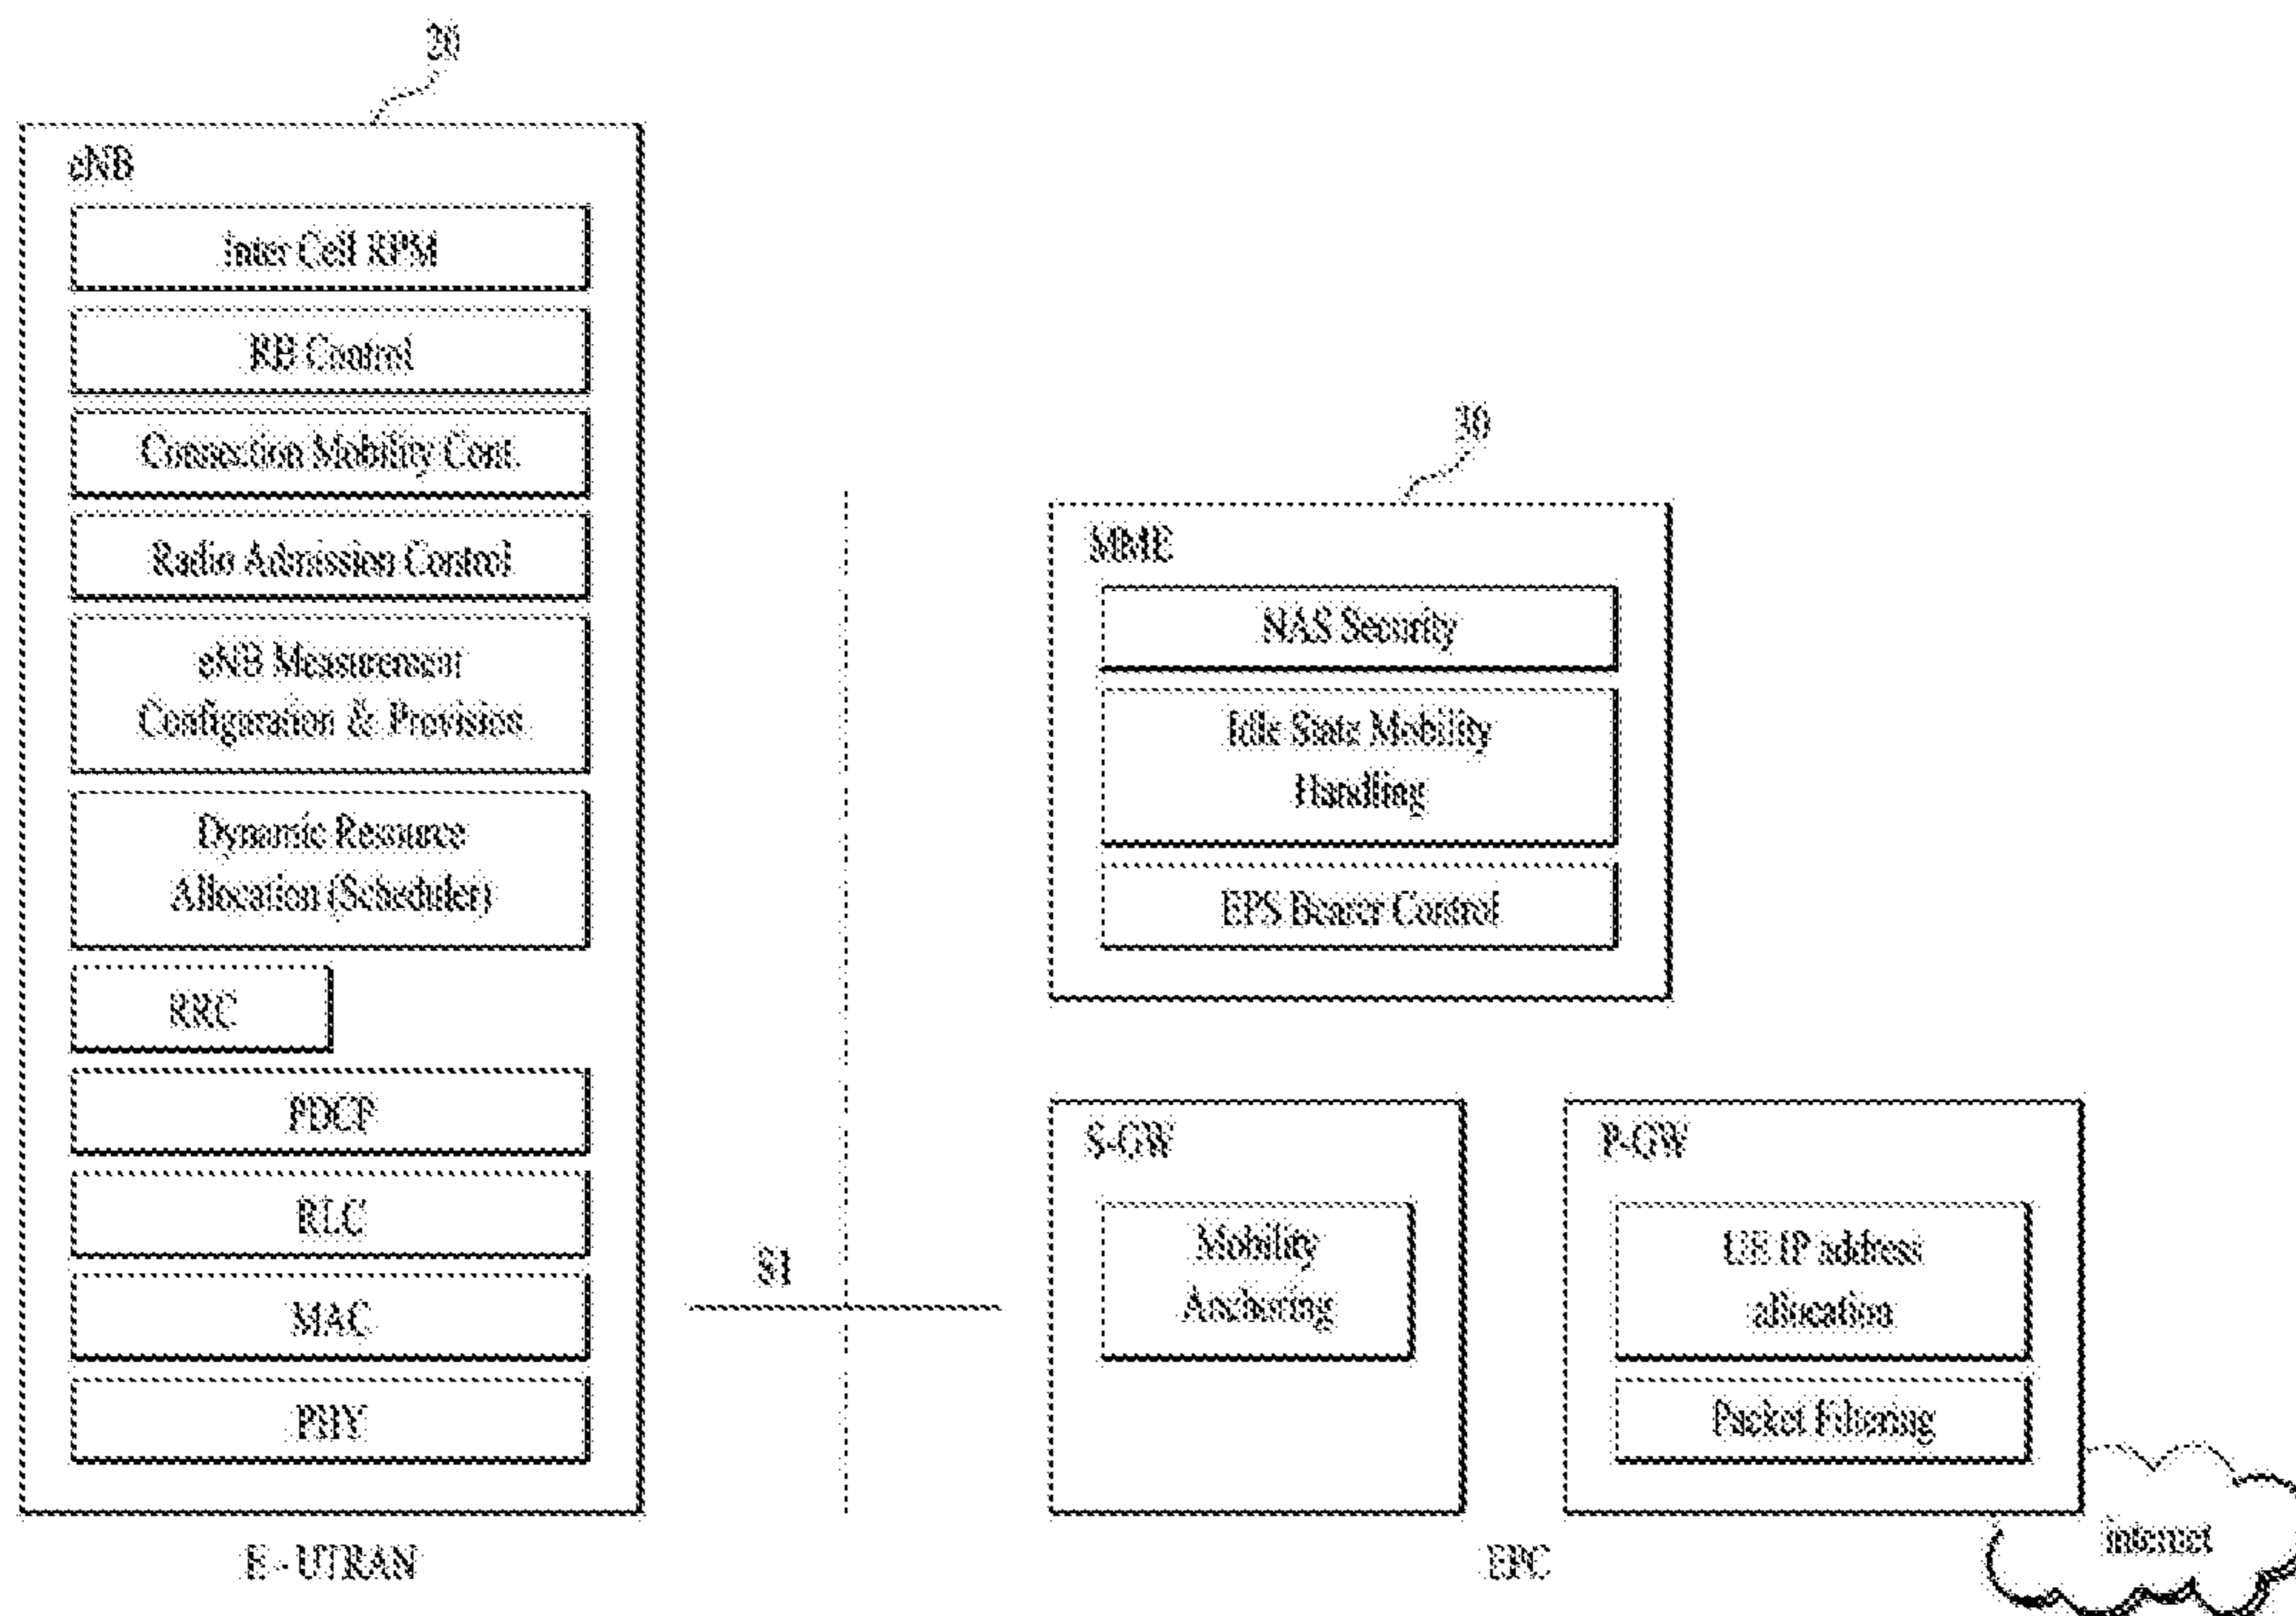 20
eNB
Inter Cell RPM
RB Control
Connection Mobility Cont.
Radio Admission Control
eNB Measurement
Configuration & Provision
Dynamic Resource
Allocation (Scheduler)
RRC
PDCP
RLC
MAC
PHY
E - UTRAN
S1
30
MME
NAS Security
Idle State Mobility
Handling
EPS Bearer Control
S-GW
Mobility
Anchoring
P-GW
UE IP address
allocation
Packet Filtering
EPC
internet